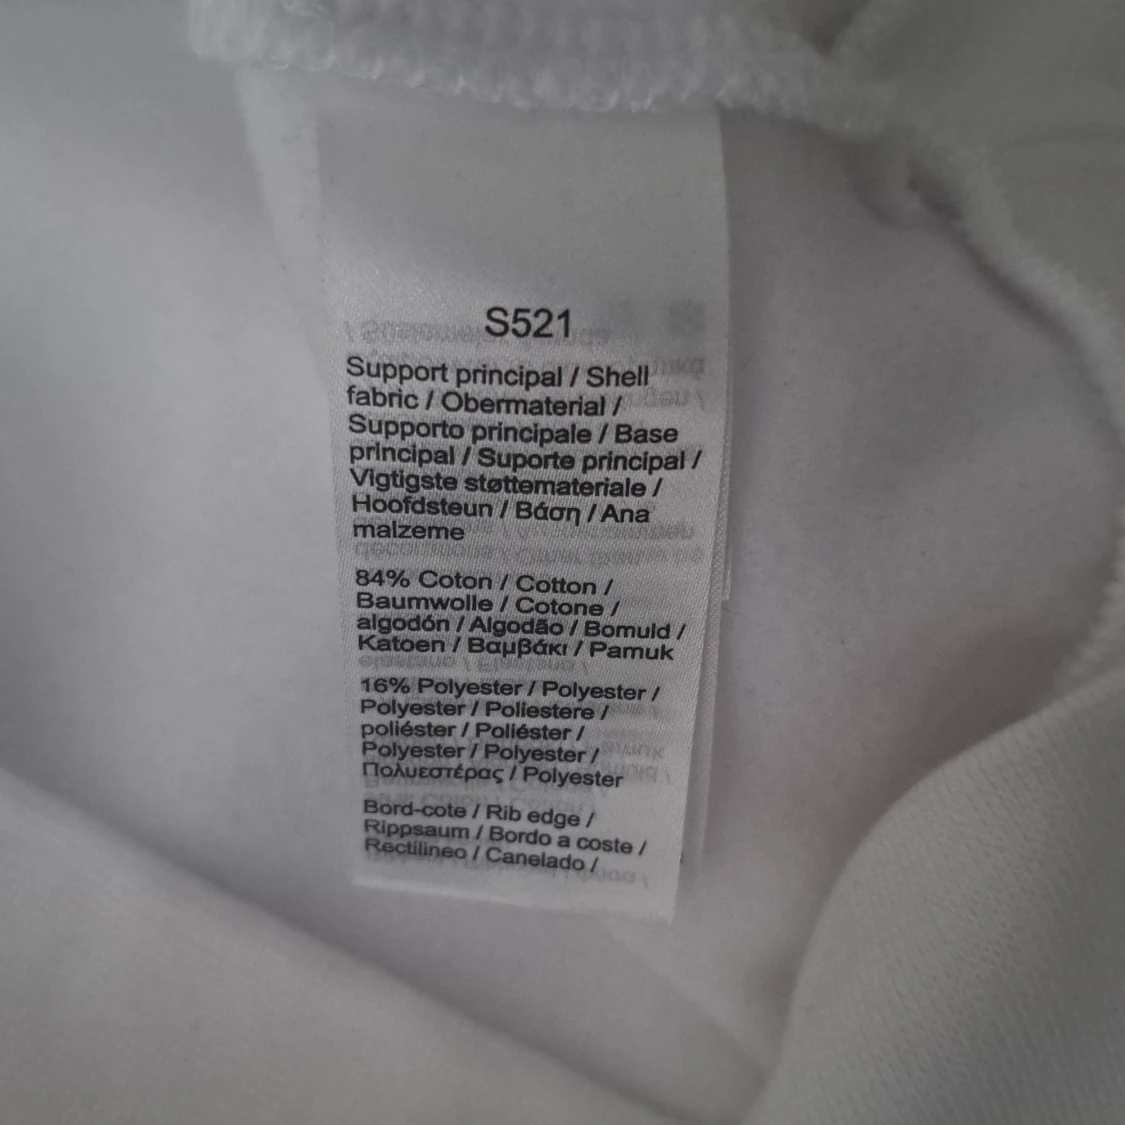 S521
Support principal / Shell
fabric / Obermaterial /
Supporto principale / Base
principal / Suporte principal /
Vigtigste støttemateriale /
Hoofdsteun / Βάση / Ana
malzeme
84% Coton / Cotton /
Baumwolle / Cotone /
algodón / Algodão / Bomuld /
Katoen / Βαμβάκι / Pamuk
16% Polyester / Polyester /
Polyester / Poliestere /
poliéster / Poliéster /
Polyester / Polyester /
Πολυεστέρας / Polyester
Bord-cote / Rib edge /
Rippsaum / Bordo a coste /
Rectilineo / Canelado /